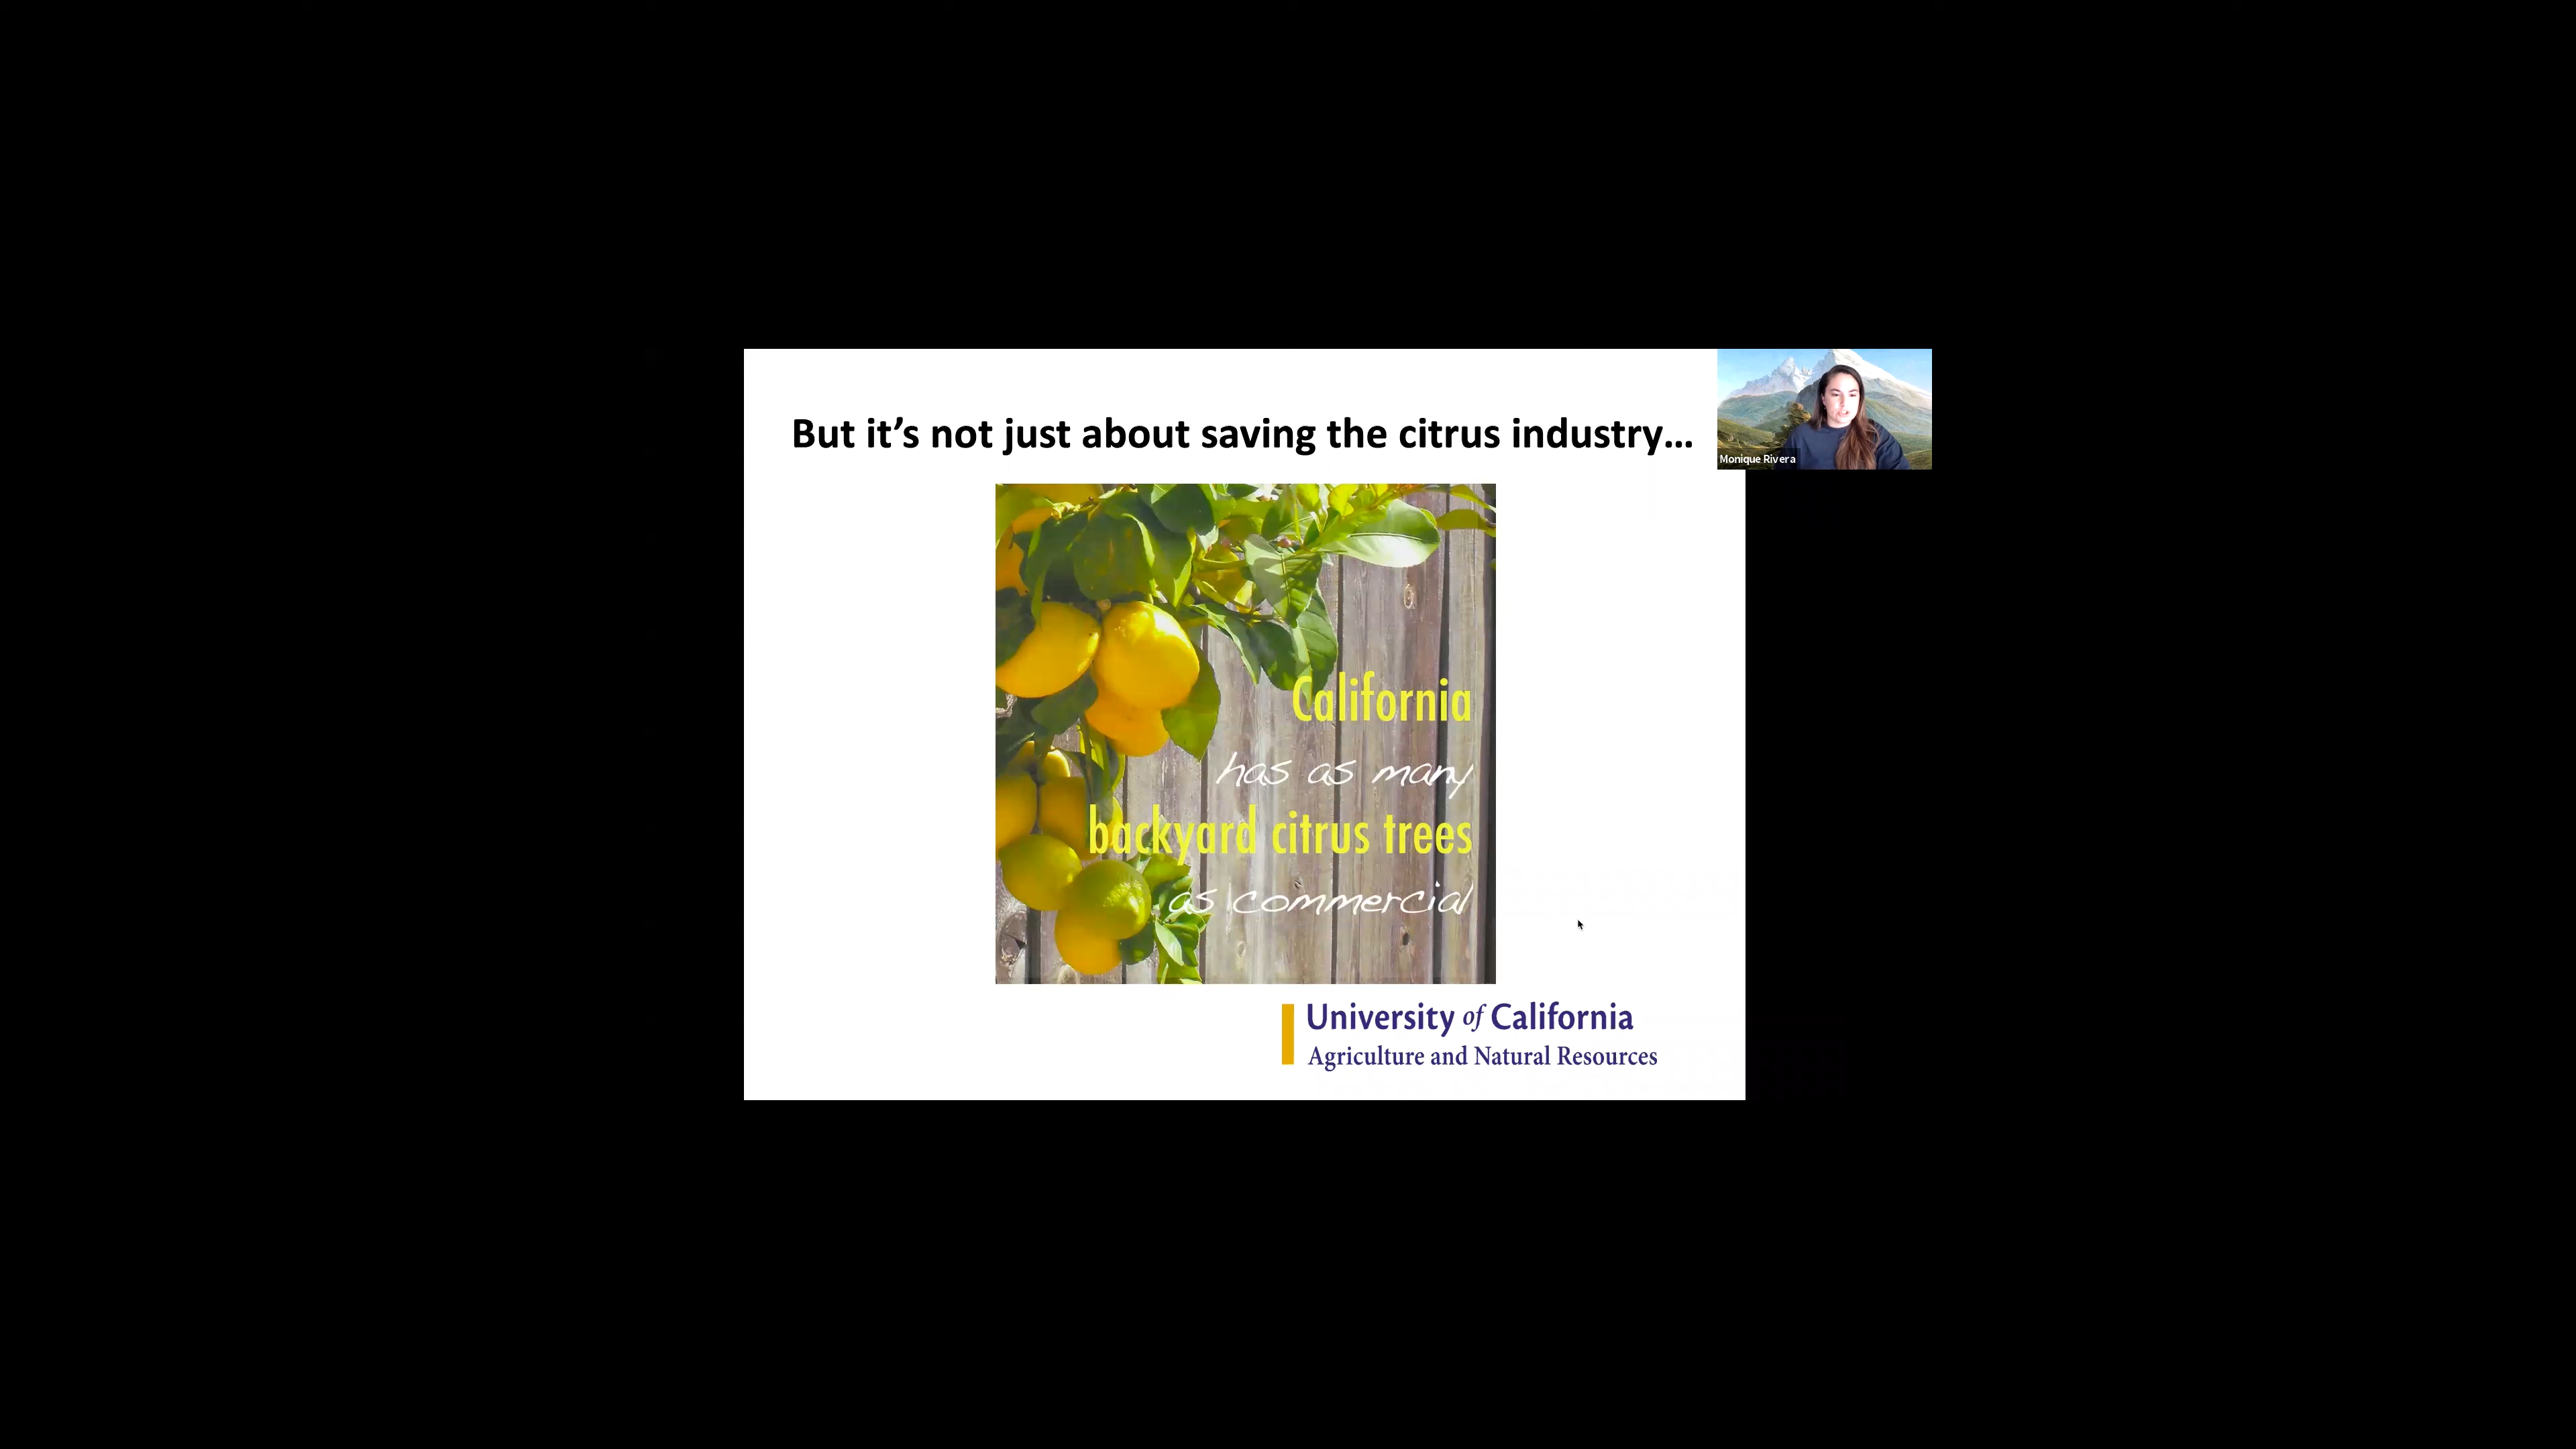 But it’s not just about saving the citrus industry...
Monique Rivera
California
has as many
backyard citrus trees
as commercial
University of California
Agriculture and Natural Resources